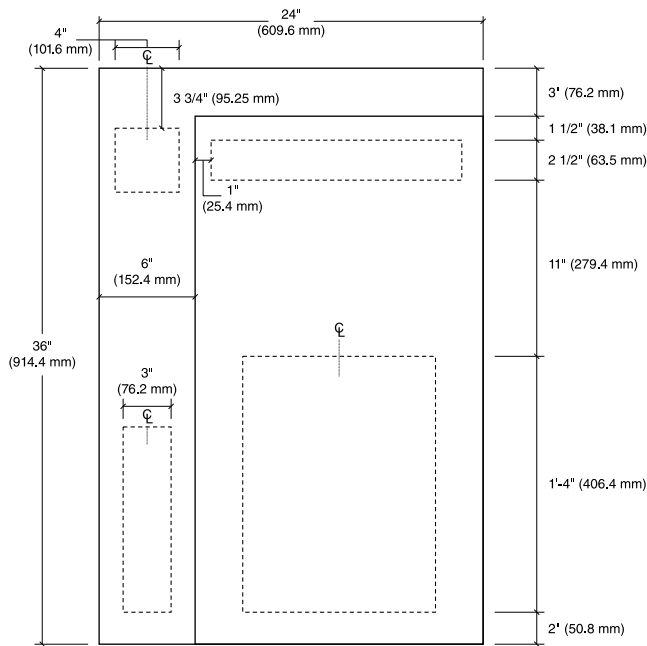 24"
(609.6 mm)
4"
(101.6 mm)
℄
3 3/4" (95.25 mm)
3" (76.2 mm)
1 1/2" (38.1 mm)
2 1/2" (63.5 mm)
1"
(25.4 mm)
6"
(152.4 mm)
11" (279.4 mm)
℄
36"
(914.4 mm)
3"
(76.2 mm)
℄
1'-4" (406.4 mm)
2" (50.8 mm)